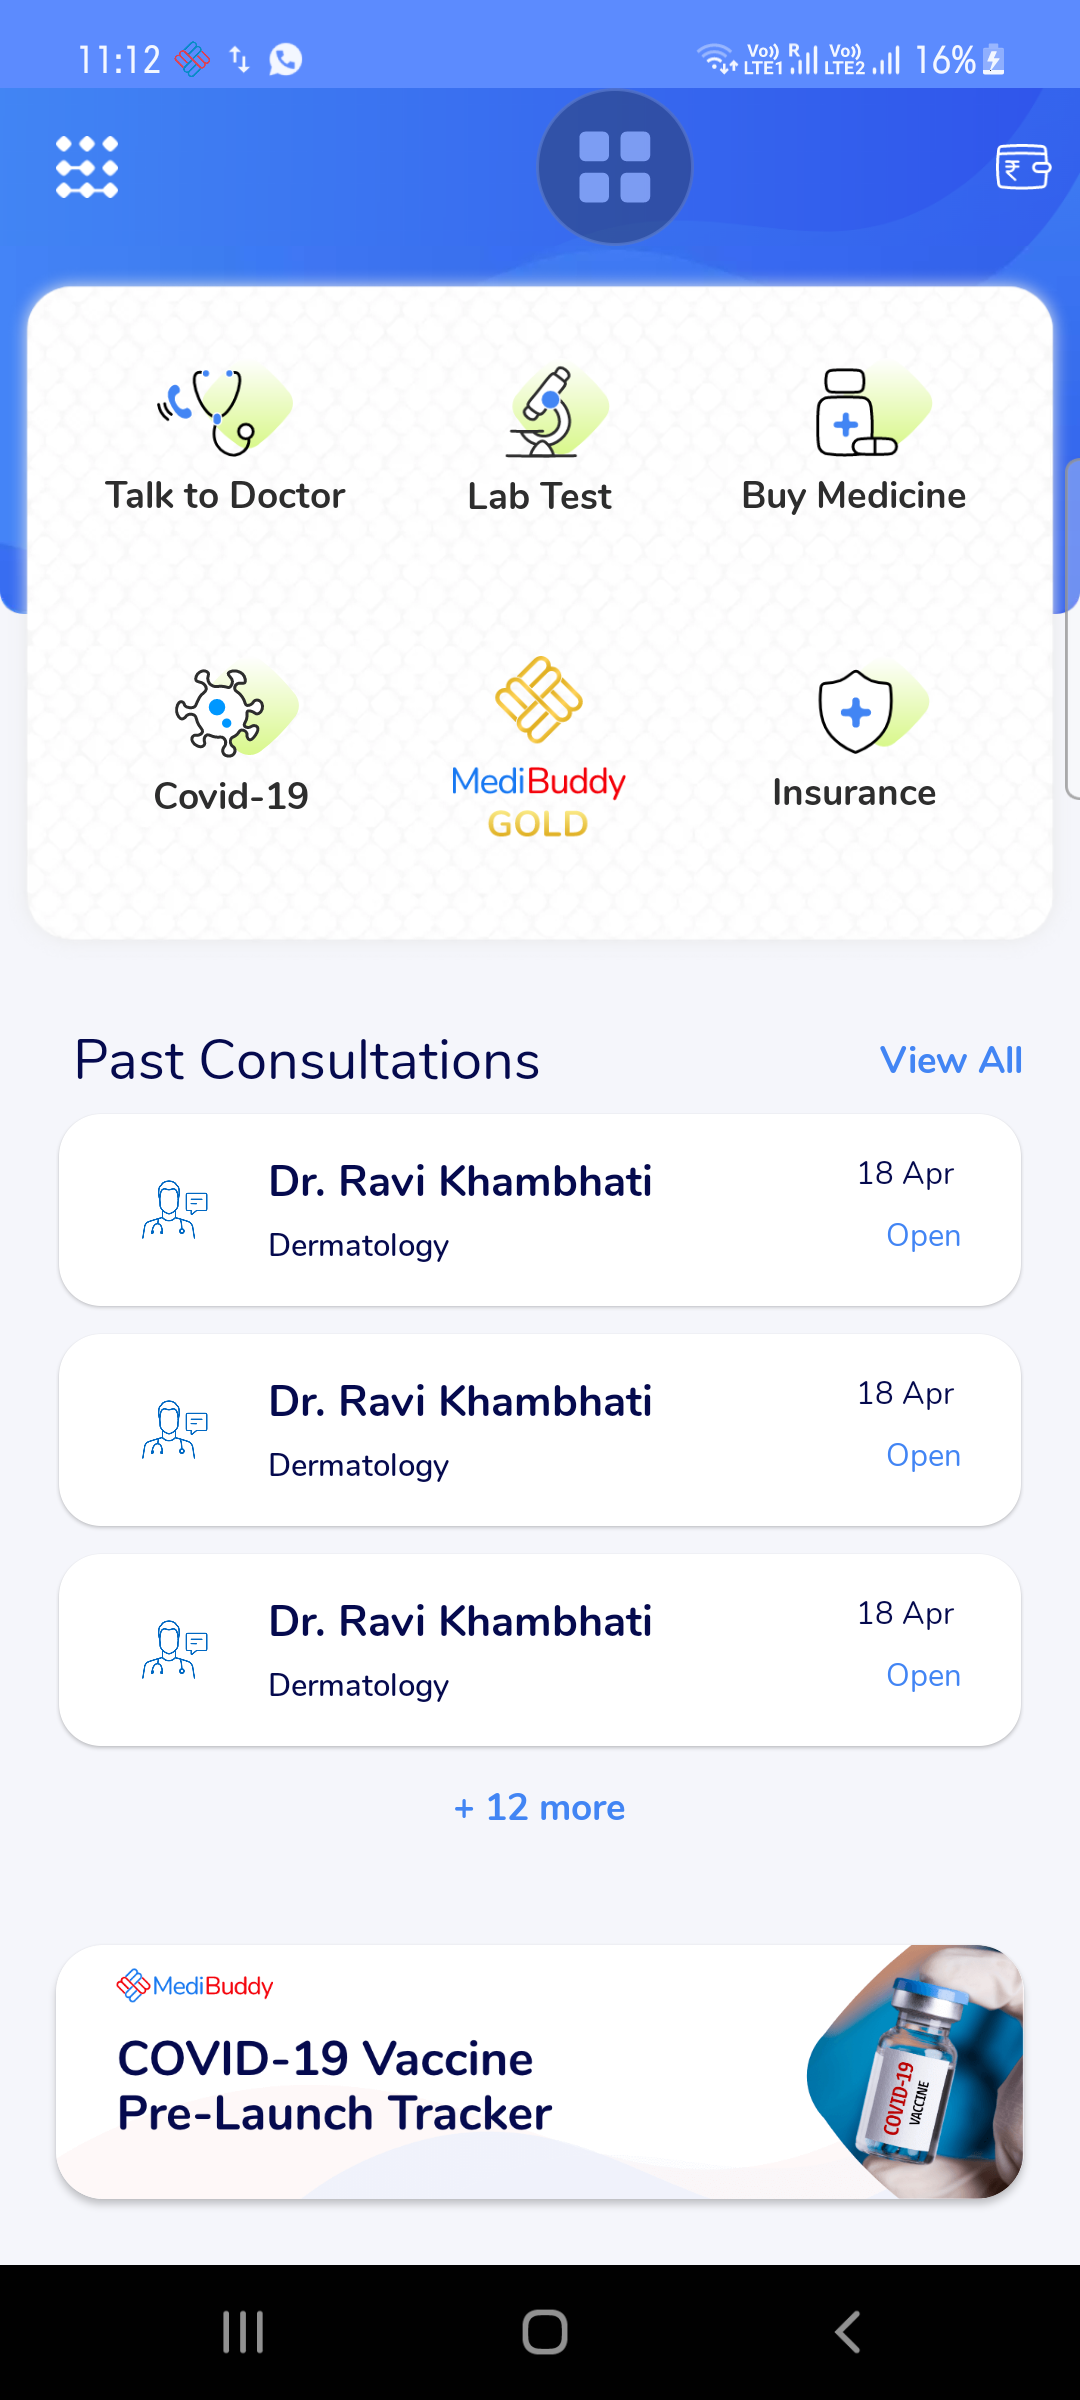 11:12
Vo)) R Vo))
LTE1 LTE2 16%
₹
Talk to Doctor
Lab Test
Buy Medicine
Covid-19
MediBuddy
GOLD
Insurance
Past Consultations
View All
Dr. Ravi Khambhati
18 Apr
Dermatology
Open
Dr. Ravi Khambhati
18 Apr
Dermatology
Open
Dr. Ravi Khambhati
18 Apr
Dermatology
Open
+ 12 more
MediBuddy
COVID-19 Vaccine
Pre-Launch Tracker
COVID-19
VACCINE